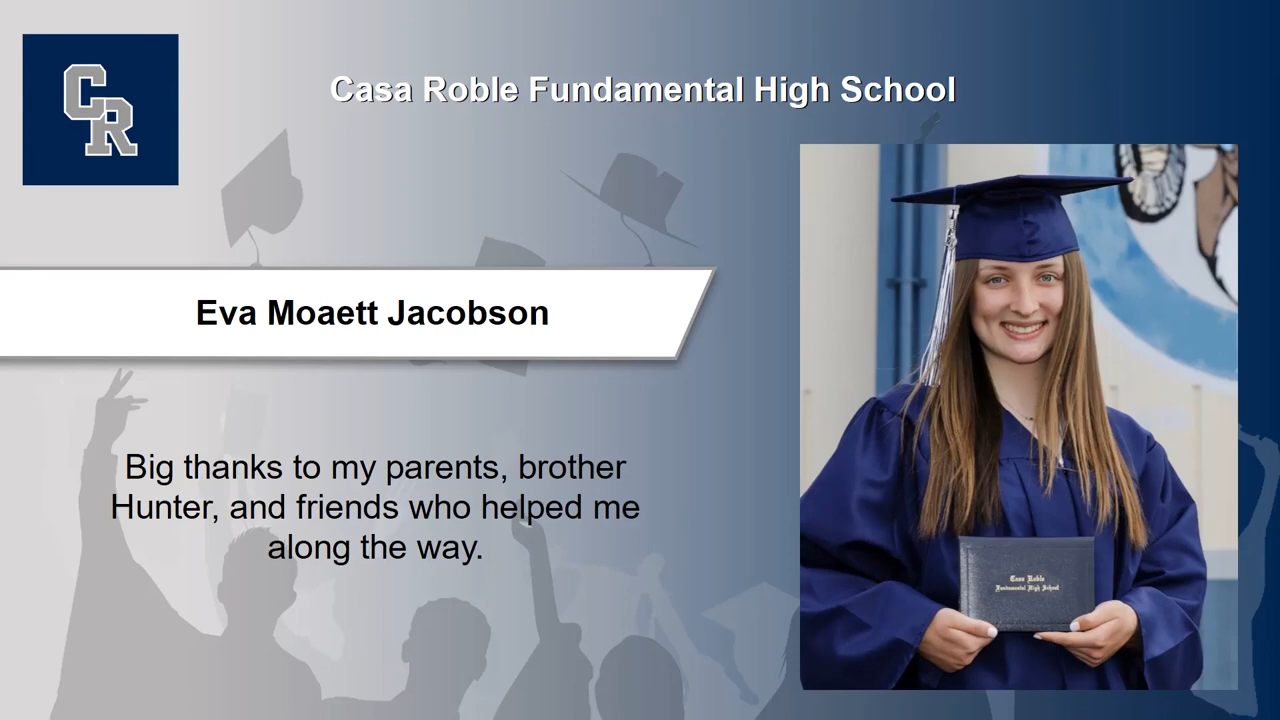 CR
Casa Roble Fundamental High School
Eva Moaett Jacobson
Big thanks to my parents, brother
Hunter, and friends who helped me
along the way.
Casa Roble
Fundamental High School